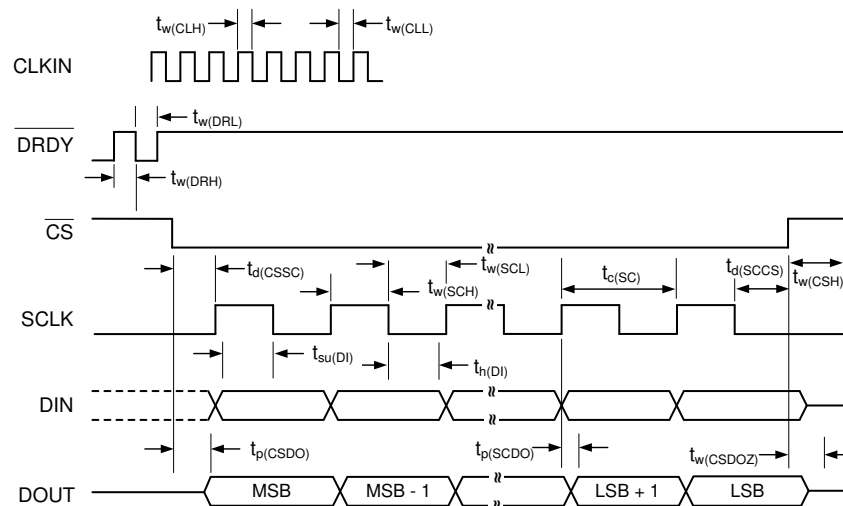 tw(CLH) tw(CLL)
CLKIN
tw(DRL)
DRDY
tw(DRH)
CS
td(CSSC) tw(SCL) tc(SC) td(SCCS)
tw(SCH) tw(CSH)
SCLK
tsu(DI) th(DI)
DIN
tp(CSDO) tp(SCDO) tw(CSDOZ)
DOUT MSB MSB - 1 LSB + 1 LSB